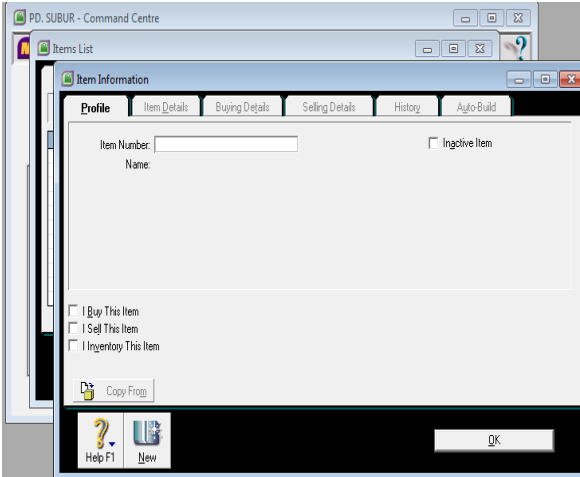 PD. SUBUR - Command Centre
Items List
Item Information
Profile Item Details Buying Details Selling Details History Auto-Build
Item Number: Inactive Item
Name:
I Buy This Item
I Sell This Item
I Inventory This Item
Copy From
Help F1 New OK